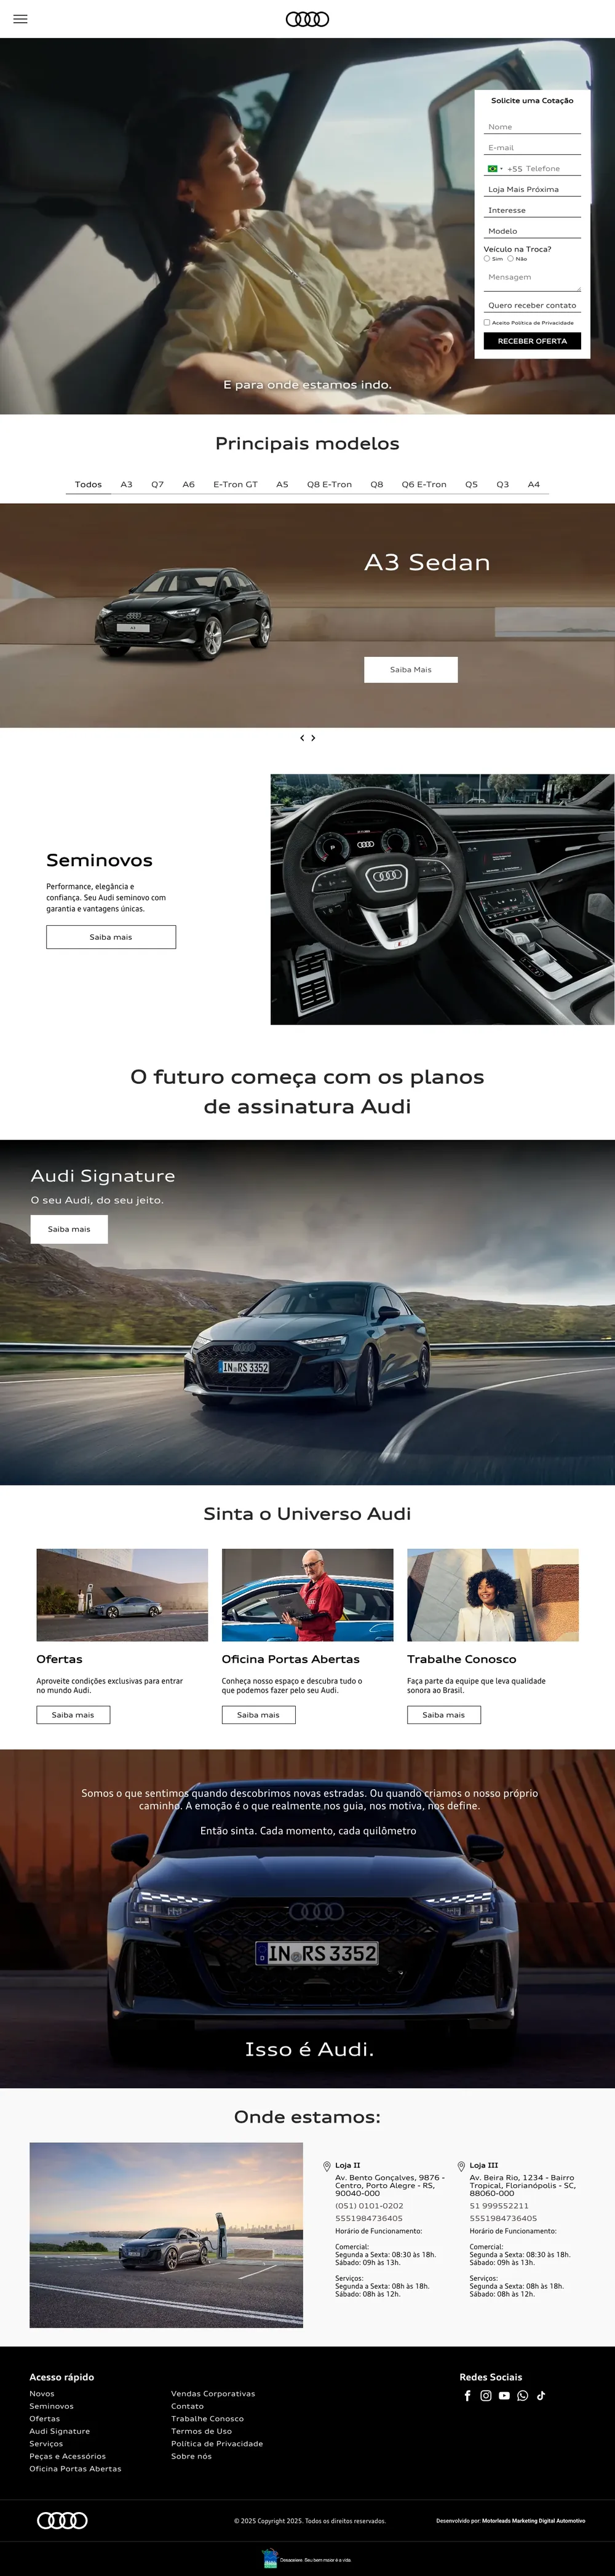 Solicite uma Cotação
Nome
E-mail
+55 Telefone
Loja Mais Próxima
Interesse
Modelo
Veículo na Troca?
Sim Não
Mensagem
Quero receber contato
Aceito Política de Privacidade
RECEBER OFERTA
E para onde estamos indo.
Principais modelos
Todos A3 Q7 A6 E-Tron GT A5 Q8 E-Tron Q8 Q6 E-Tron Q5 Q3 A4
A3 Sedan
Saiba Mais
Seminovos
Performance, elegância e
confiança. Seu Audi seminovo com
garantia e vantagens únicas.
Saiba mais
O futuro começa com os planos
de assinatura Audi
Audi Signature
O seu Audi, do seu jeito.
Saiba mais
IN RS 3352
Sinta o Universo Audi
Ofertas
Aproveite condições exclusivas para entrar
no mundo Audi.
Saiba mais
Oficina Portas Abertas
Conheça nosso espaço e descubra tudo o
que podemos fazer pelo seu Audi.
Saiba mais
Trabalhe Conosco
Faça parte da equipe que leva qualidade
sonora ao Brasil.
Saiba mais
Somos o que sentimos quando descobrimos novas estradas. Ou quando criamos o nosso próprio
caminho. A emoção é o que realmente nos guia, nos motiva, nos define.
Então sinta. Cada momento, cada quilômetro
D IN RS 3352
Isso é Audi.
Onde estamos:
Loja II
Av. Bento Gonçalves, 9876 -
Centro, Porto Alegre - RS,
90040-000
(051) 0101-0202
5551984736405
Horário de Funcionamento:
Comercial:
Segunda a Sexta: 08:30 às 18h.
Sábado: 09h às 13h.
Serviços:
Segunda a Sexta: 08h às 18h.
Sábado: 08h às 12h.
Loja III
Av. Beira Rio, 1234 - Bairro
Tropical, Florianópolis - SC,
88060-000
51 999552211
5551984736405
Horário de Funcionamento:
Comercial:
Segunda a Sexta: 08:30 às 18h.
Sábado: 09h às 13h.
Serviços:
Segunda a Sexta: 08h às 18h.
Sábado: 08h às 12h.
Acesso rápido
Novos
Seminovos
Ofertas
Audi Signature
Serviços
Peças e Acessórios
Oficina Portas Abertas
Vendas Corporativas
Contato
Trabalhe Conosco
Termos de Uso
Política de Privacidade
Sobre nós
Redes Sociais
© 2025 Copyright 2025. Todos os direitos reservados.
Desenvolvido por: Motorleads Marketing Digital Automotivo
Desacelere. Seu bem maior é a vida.